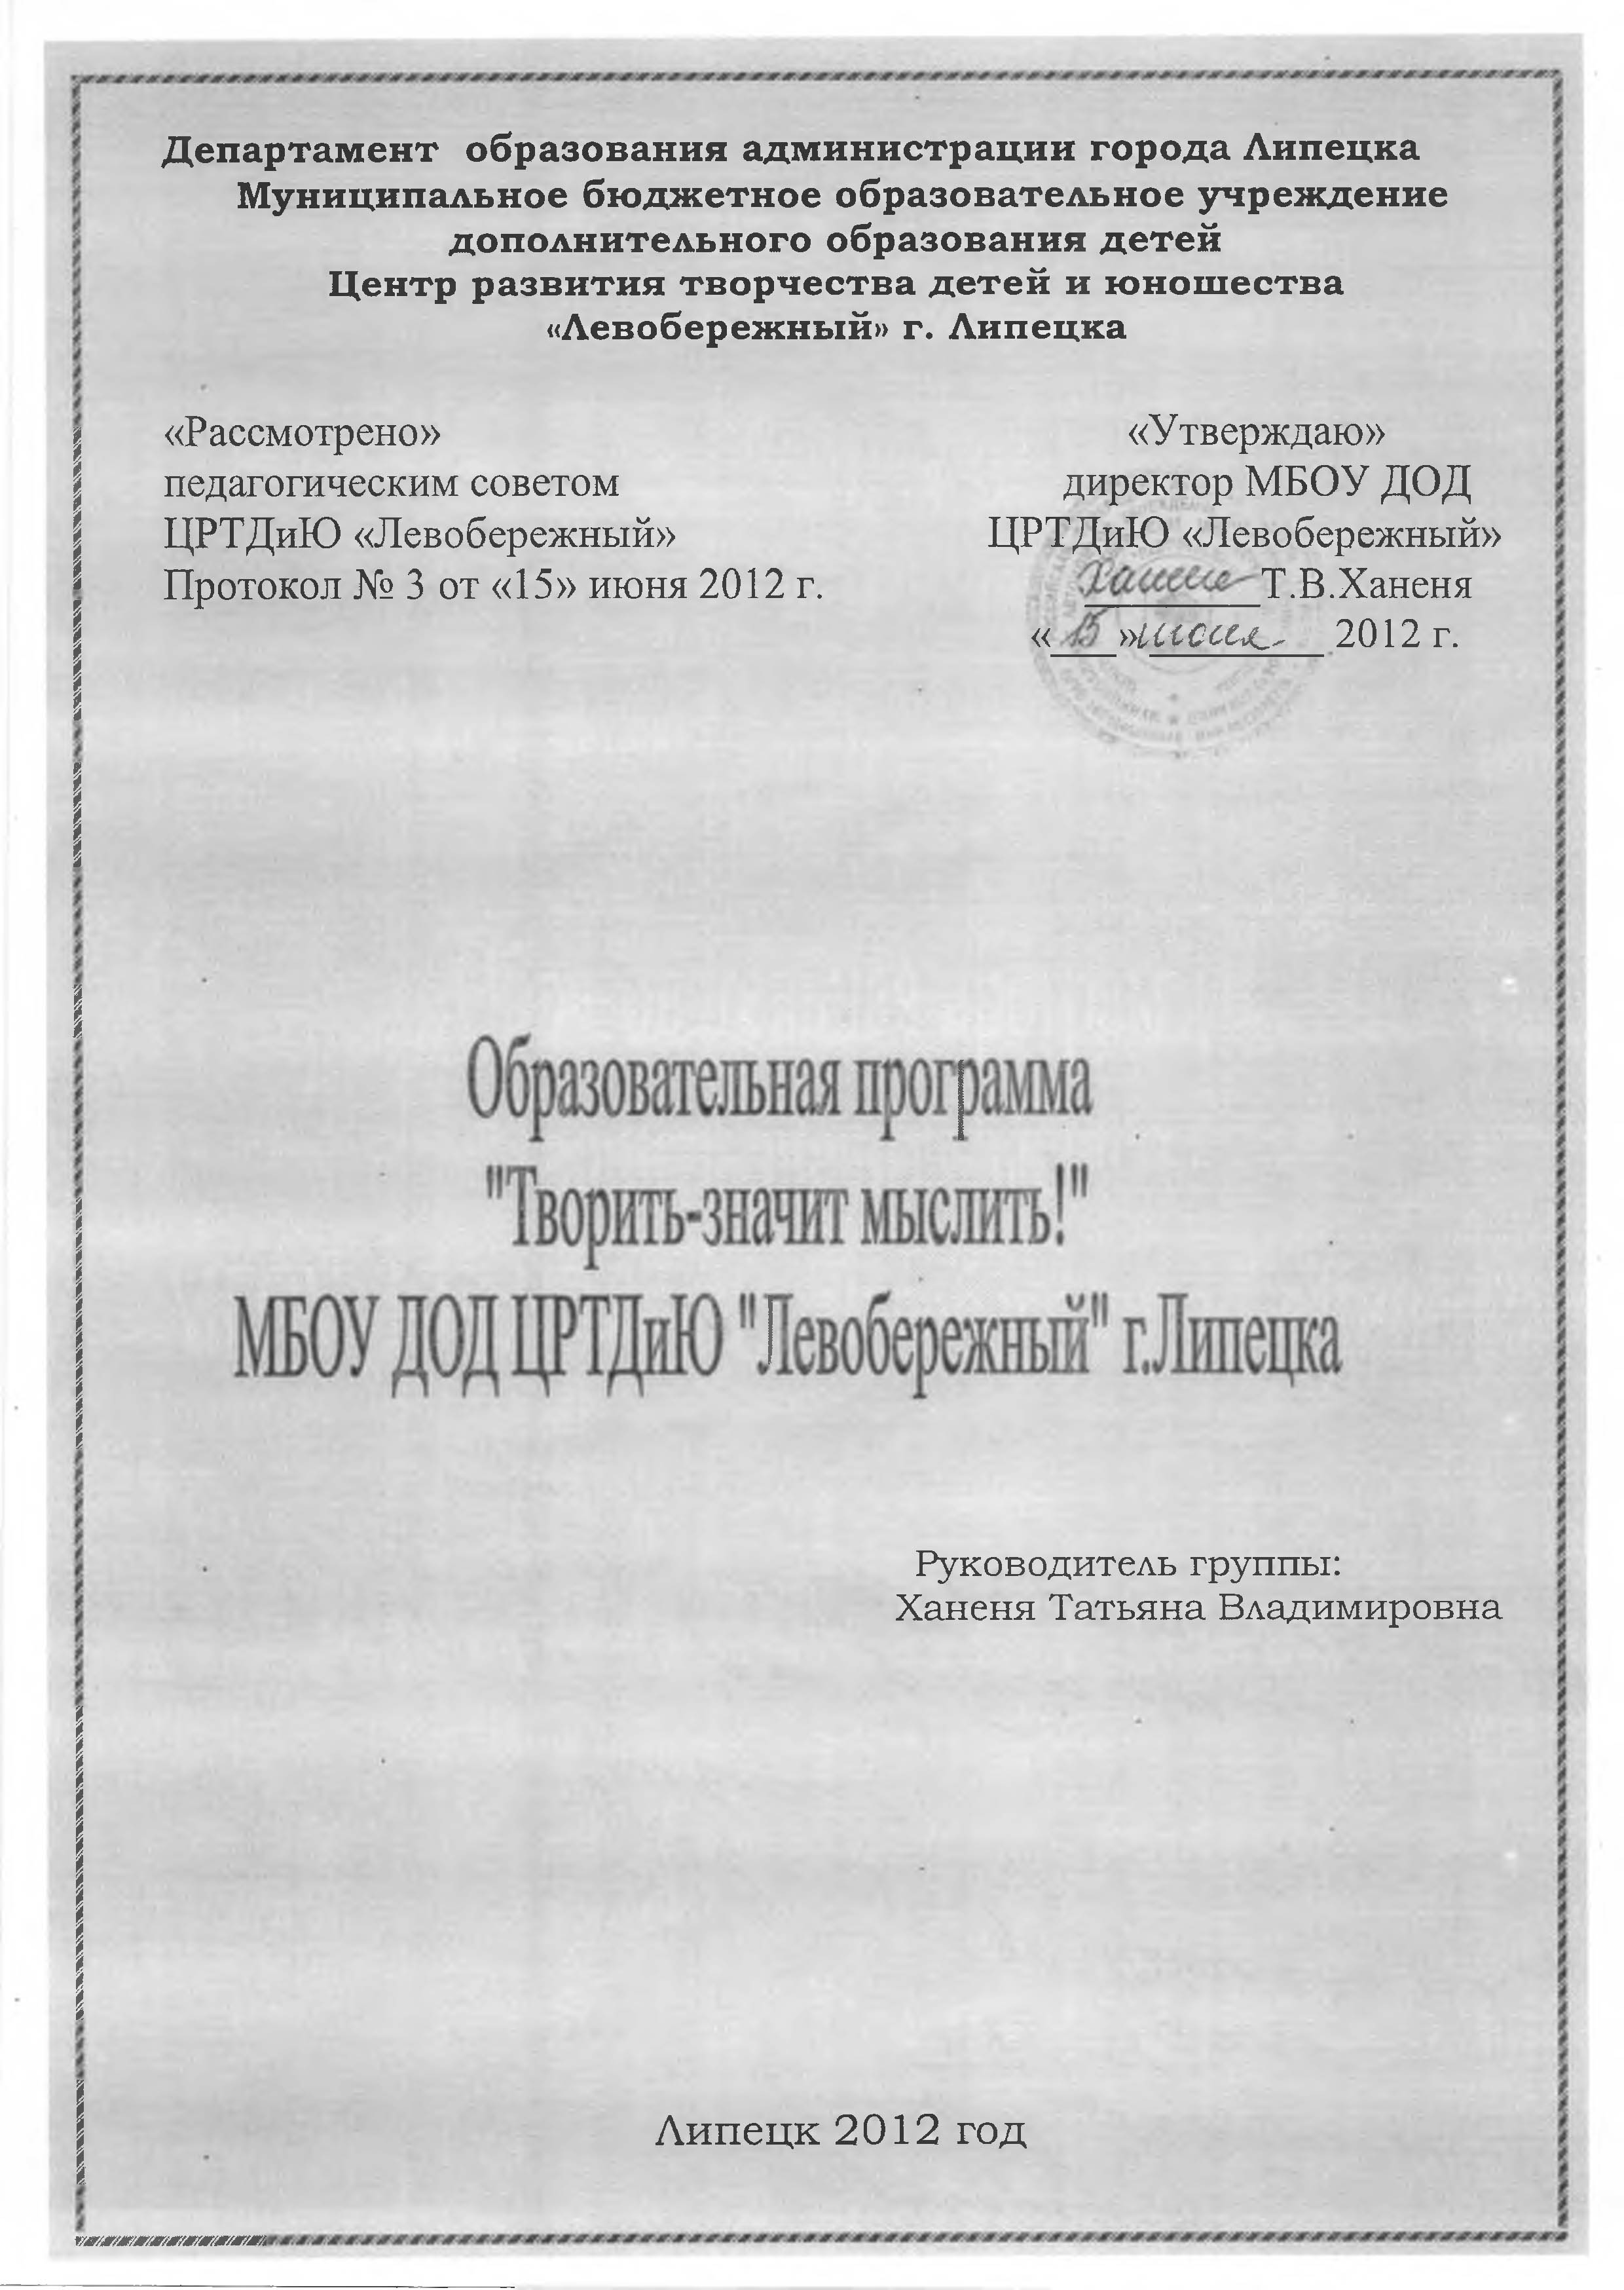 Департамент образования администрации города Липецка
Муниципальное бюджетное образовательное учреждение
дополнительного образования детей
Центр развития творчества детей и юношества
«Левобережный» г. Липецка
«Рассмотрено»
педагогическим советом
ЦРТДиЮ «Левобережный»
Протокол № 3 от «15» июня 2012 г.
«Утверждаю»
директор МБОУ ДОД
ЦРТДиЮ «Левобережный»
Т.В.Ханеня
«15» июня 2012 г.
Образовательная программа
"Творить-значит мыслить!"
МБОУ ДОД ЦРТДиЮ "Левобережный" г.Липецка
Руководитель группы:
Ханеня Татьяна Владимировна
Липецк 2012 год